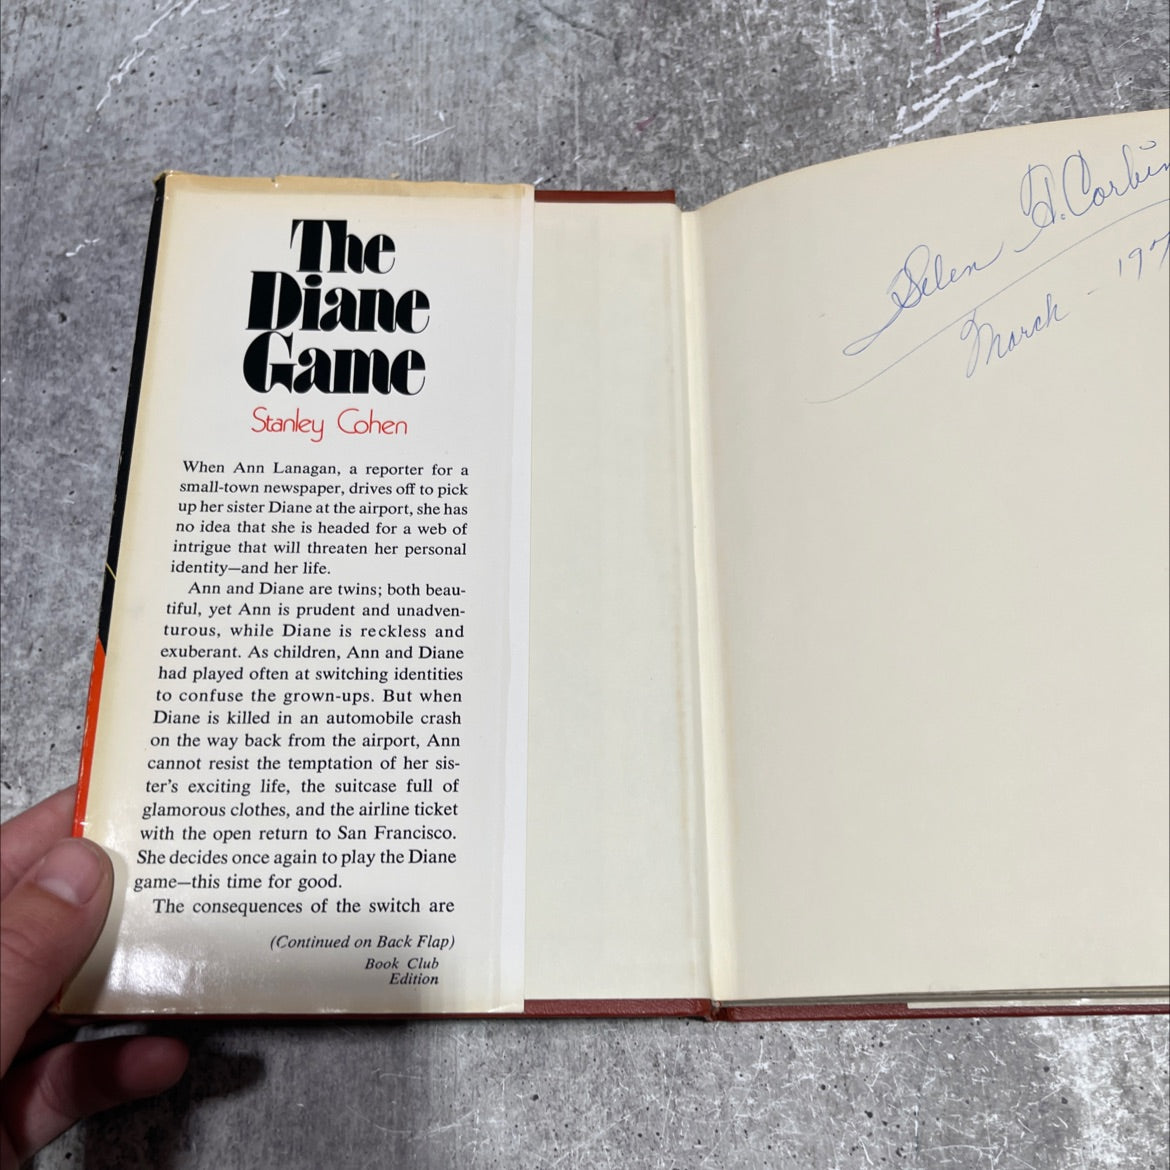 The
Diane
Game
Stanley Cohen
When Ann Lanagan, a reporter for a
small-town newspaper, drives off to pick
up her sister Diane at the airport, she has
no idea that she is headed for a web of
intrigue that will threaten her personal
identity—and her life.
Ann and Diane are twins; both beau-
tiful, yet Ann is prudent and unadven-
turous, while Diane is reckless and
exuberant. As children, Ann and Diane
had played often at switching identities
to confuse the grown-ups. But when
Diane is killed in an automobile crash
on the way back from the airport, Ann
cannot resist the temptation of her sis-
ter's exciting life, the suitcase full of
glamorous clothes, and the airline ticket
with the open return to San Francisco.
She decides once again to play the Diane
game—this time for good.
The consequences of the switch are
(Continued on Back Flap)
Book Club
Edition
March - 197